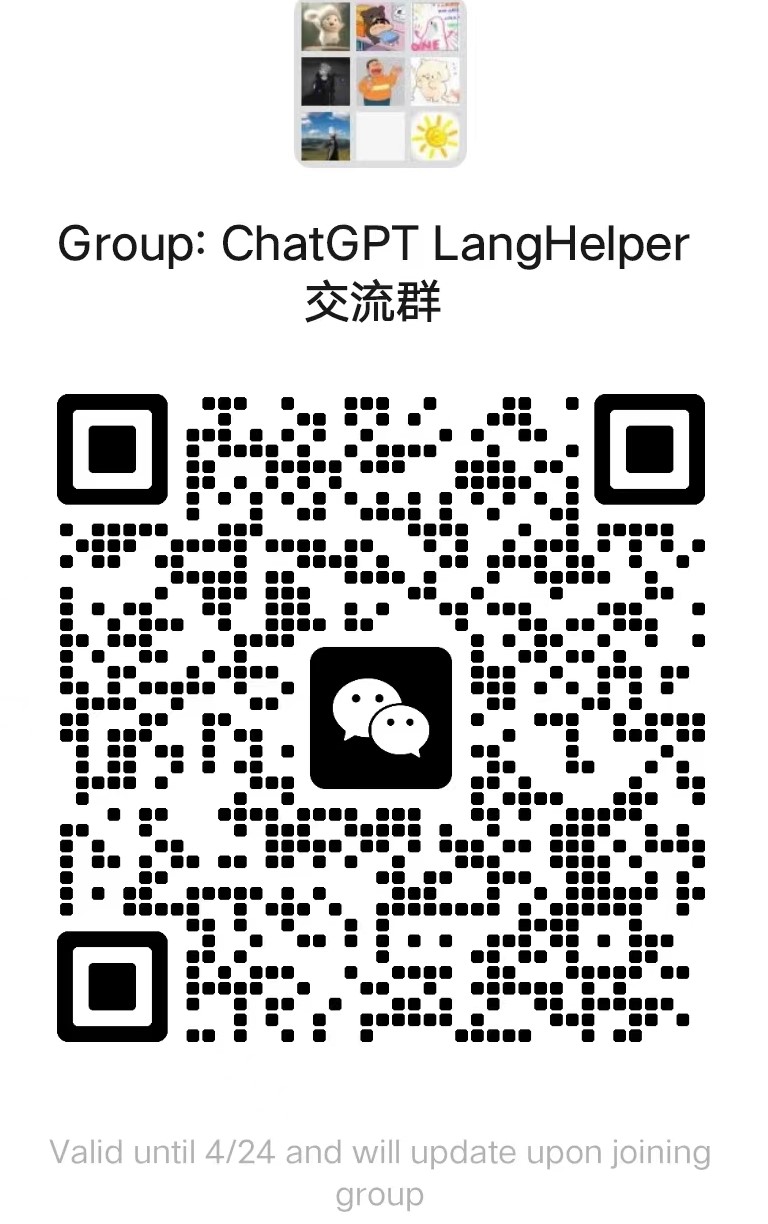 Group: ChatGPT LangHelper
交流群
Valid until 4/24 and will update upon joining
group